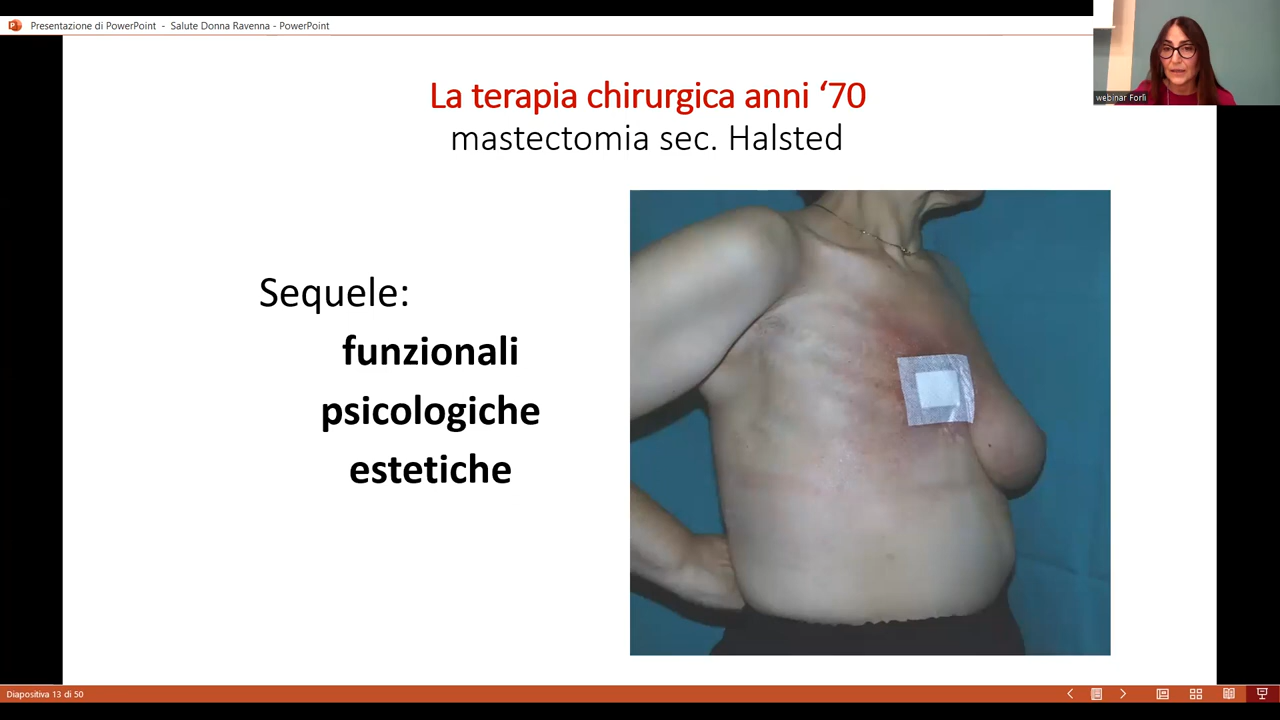 Presentazione di PowerPoint - Salute Donna Ravenna - PowerPoint
webinar Forlì
La terapia chirurgica anni ‘70
mastectomia sec. Halsted
Sequele:
funzionali
psicologiche
estetiche
Diapositiva 13 di 50